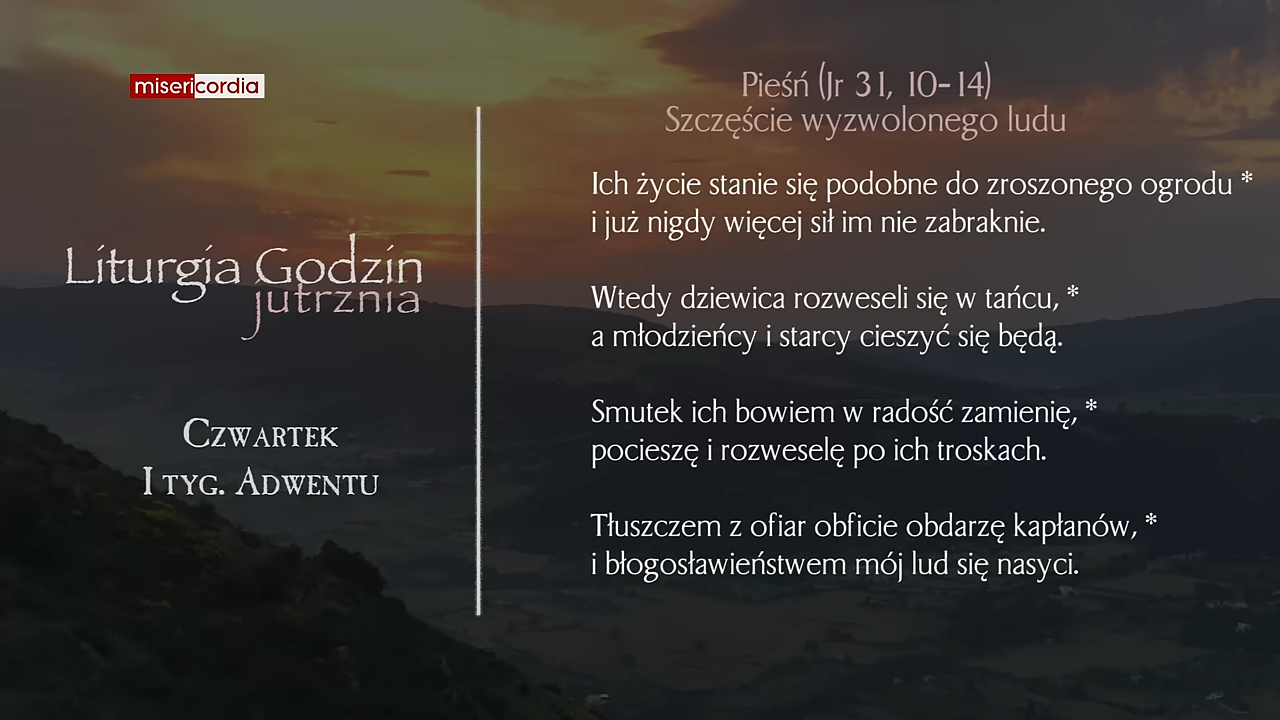 misericordia
Liturgia Godzin
jutrznia
Czwartek
I tyg. Adwentu
Pieśń (Jr 31, 10-14)
Szczęście wyzwolonego ludu
Ich życie stanie się podobne do zroszonego ogrodu *
i już nigdy więcej sił im nie zabraknie.
Wtedy dziewica rozweseli się w tańcu, *
a młodzieńcy i starcy cieszyć się będą.
Smutek ich bowiem w radość zamienię, *
pocieszę i rozweselę po ich troskach.
Tłuszczem z ofiar obficie obdarzę kapłanów, *
i błogosławieństwem mój lud się nasyci.